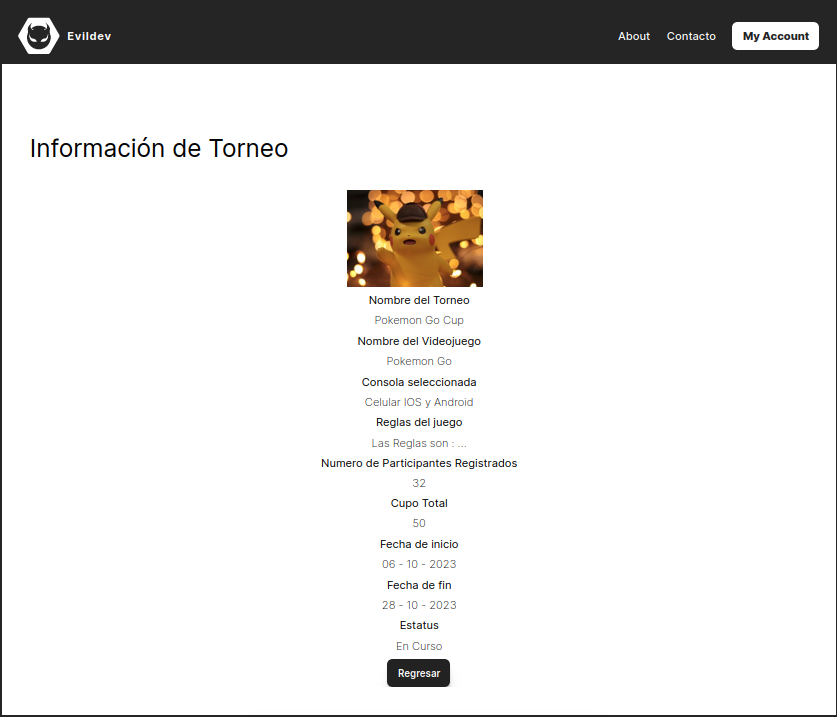 Evildev
About
Contacto
My Account
Información de Torneo
Nombre del Torneo
Pokemon Go Cup
Nombre del Videojuego
Pokemon Go
Consola seleccionada
Celular IOS y Android
Reglas del juego
Las Reglas son : ...
Numero de Participantes Registrados
32
Cupo Total
50
Fecha de inicio
06 - 10 - 2023
Fecha de fin
28 - 10 - 2023
Estatus
En Curso
Regresar